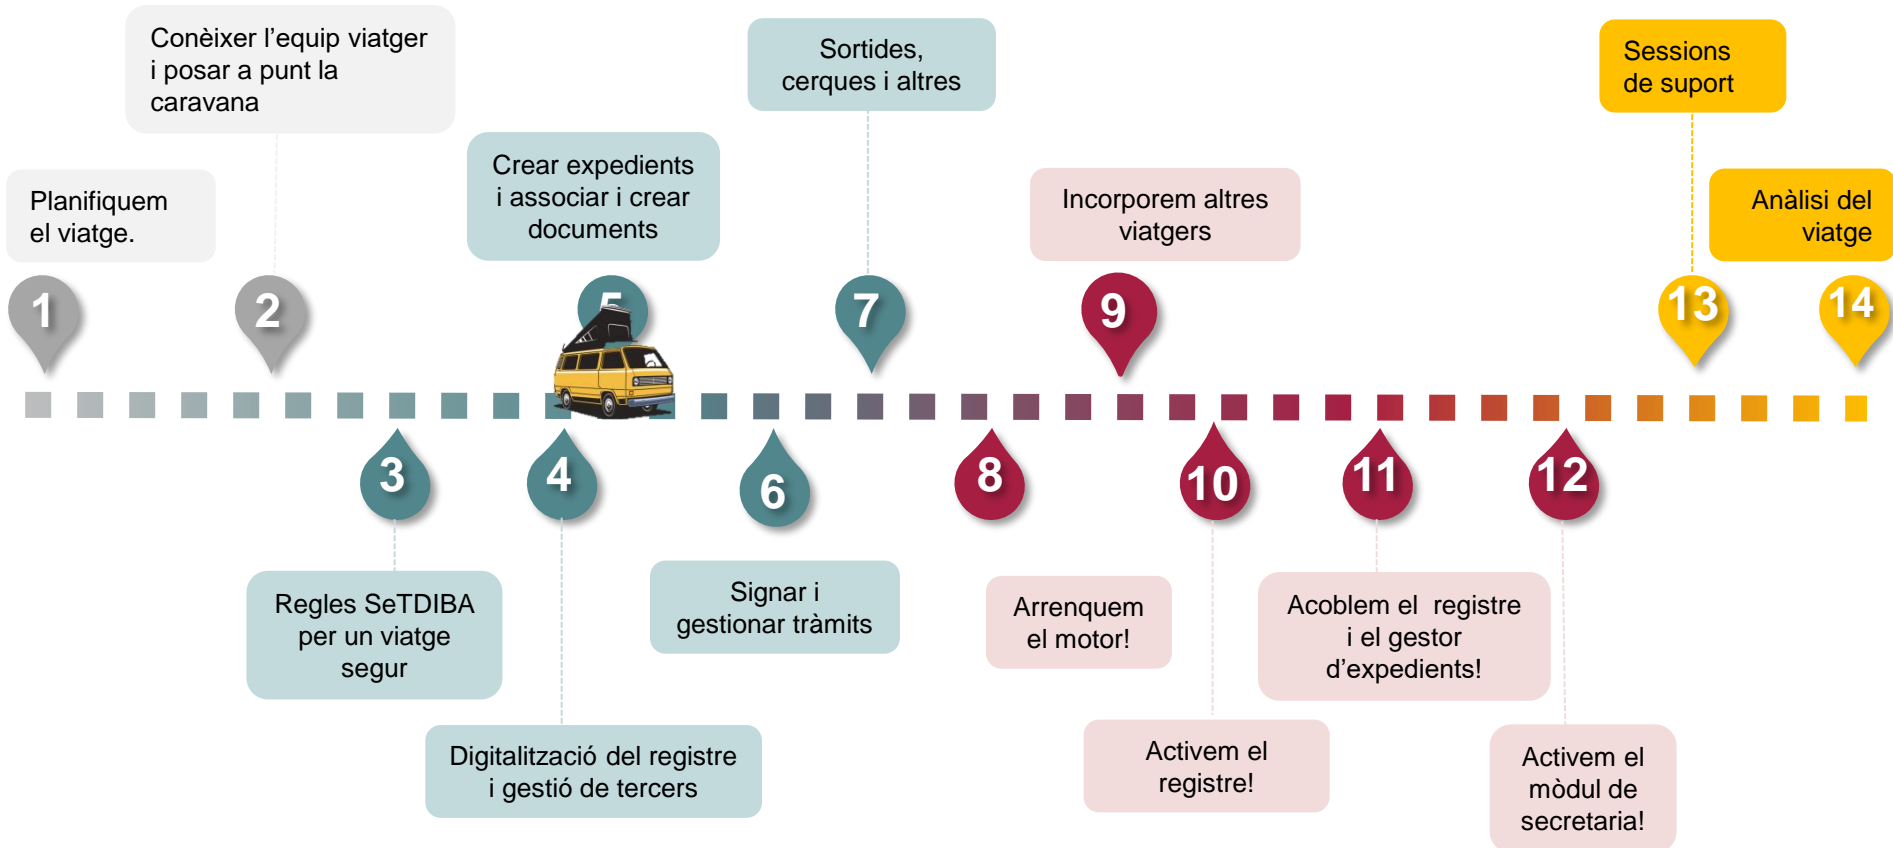 Conèixer l’equip viatger
i posar a punt la
caravana
Sortides,
cerques i altres
Sessions
de suport
Crear expedients
i associar i crear
documents
Planifiquem
el viatge.
Incorporem altres
viatgers
Anàlisi del
viatge
1
2
5
7
9
13
14
3
4
6
8
10
11
12
Regles SeTDIBA
per un viatge
segur
Signar i
gestionar tràmits
Arrenquem
el motor!
Acoblem el  registre
i el gestor
d’expedients!
Digitalització del registre
i gestió de tercers
Activem el
registre!
Activem el
mòdul de
secretaria!